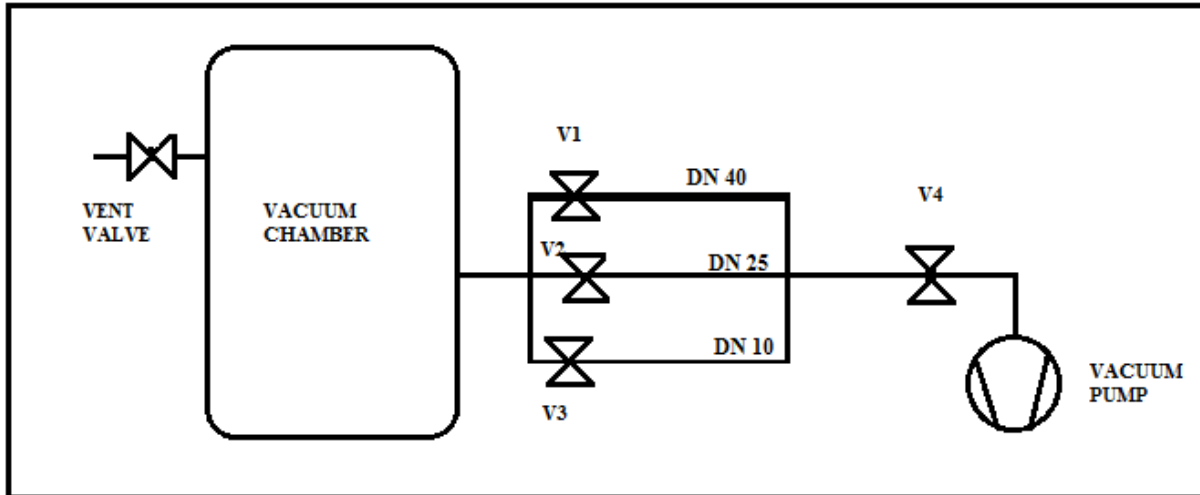 V1
DN 40
V4
VENT
VALVE
VACUUM
CHAMBER
V2
DN 25
DN 10
VACUUM
PUMP
V3